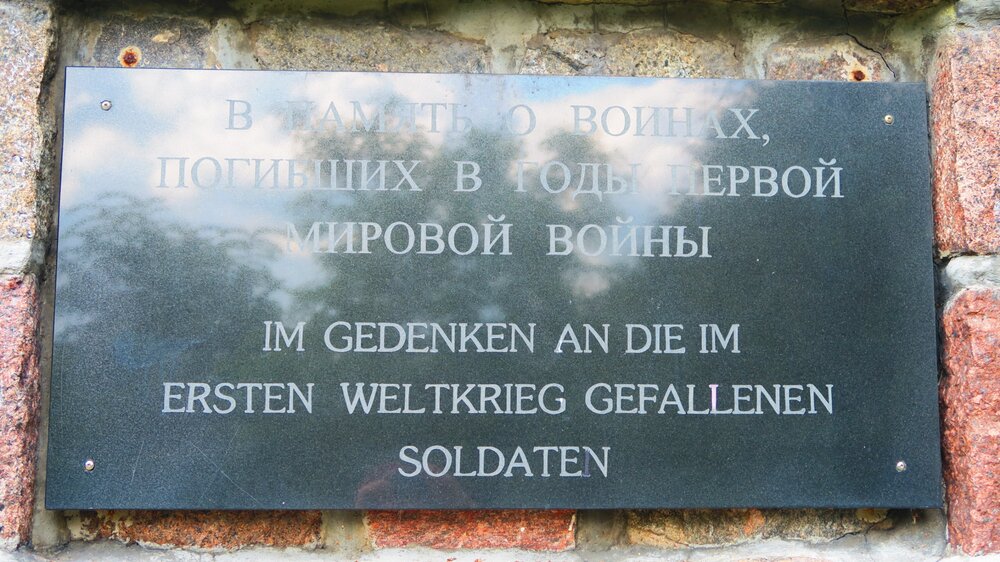 В ПАМЯТЬ О ВОИНАХ,
ПОГИБШИХ В ГОДЫ ПЕРВОЙ
МИРОВОЙ ВОЙНЫ
IM GEDENKEN AN DIE IM
ERSTEN WELTKRIEG GEFALLENEN
SOLDATEN